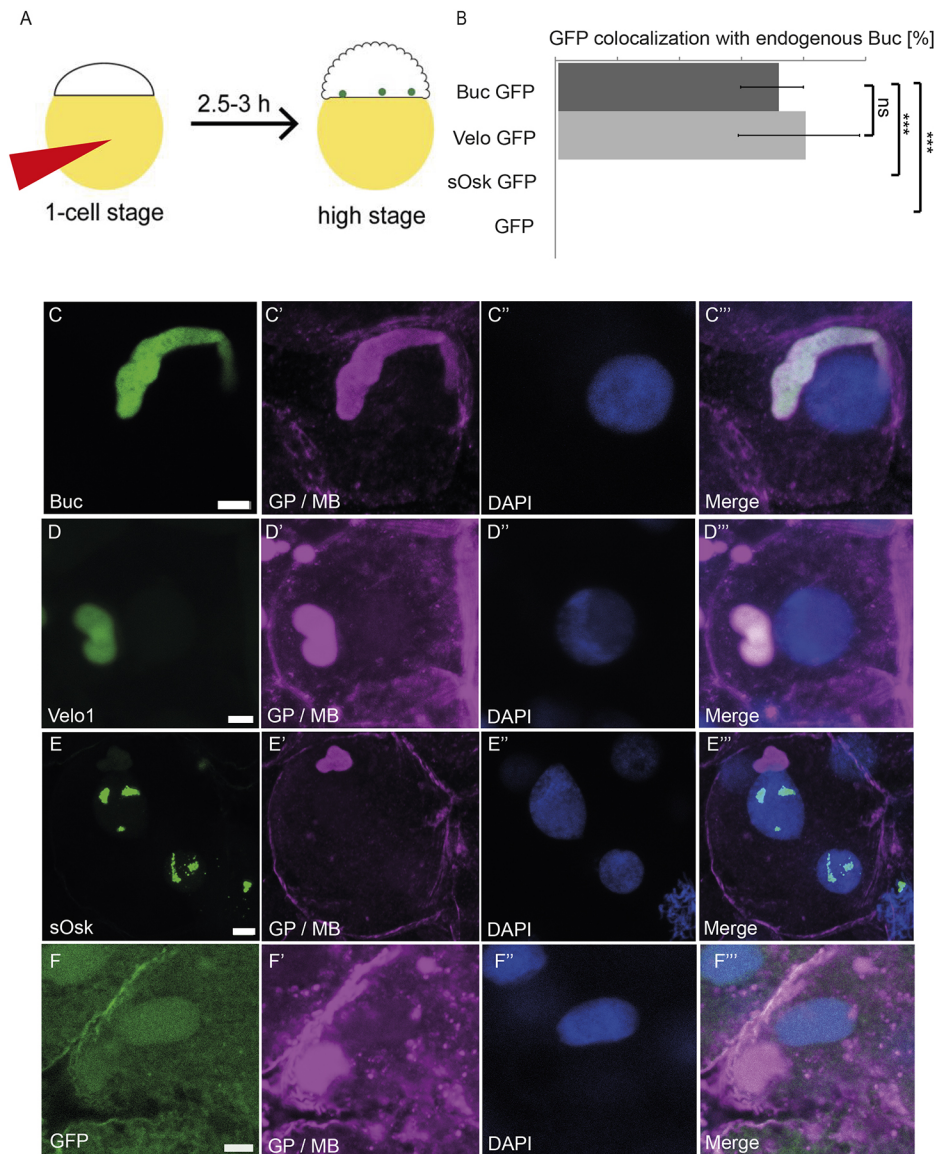 A
B
GFP colocalization with endogenous Buc [%]
2.5-3 h
1-cell stage
high stage
Buc GFP
Velo GFP
sOsk GFP
GFP
ns
***
***
C
C'
C''
C'''
Buc
GP / MB
DAPI
Merge
D
D'
D''
D'''
Velo1
GP / MB
DAPI
Merge
E
E'
E''
E'''
sOsk
GP / MB
DAPI
Merge
F
F'
F''
F'''
GFP
GP / MB
DAPI
Merge